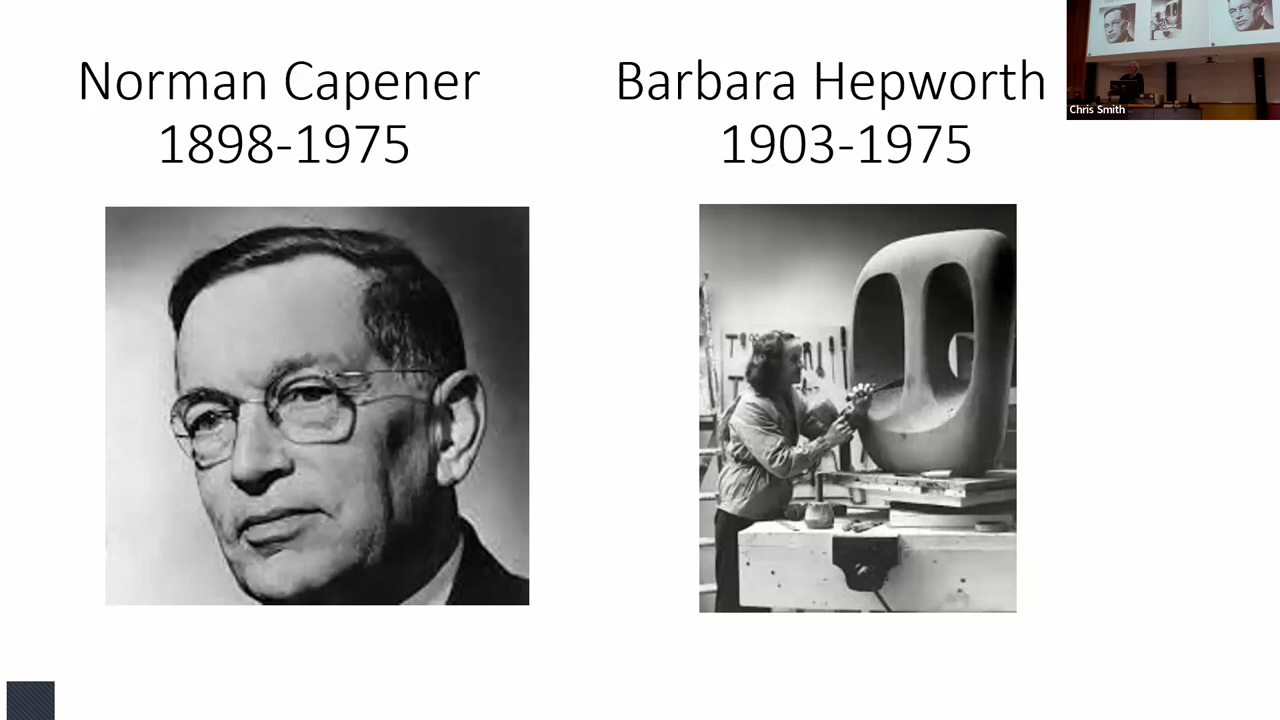 Norman Capener
1898-1975
Barbara Hepworth
1903-1975
Chris Smith